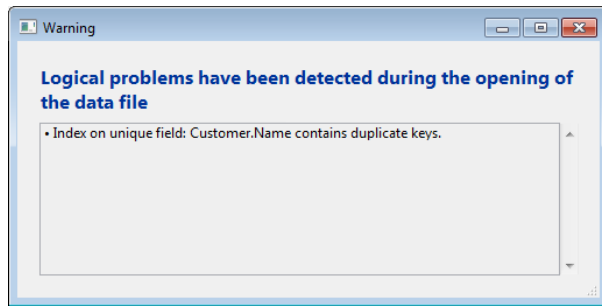 Warning
Logical problems have been detected during the opening of
the data file
• Index on unique field: Customer.Name contains duplicate keys.